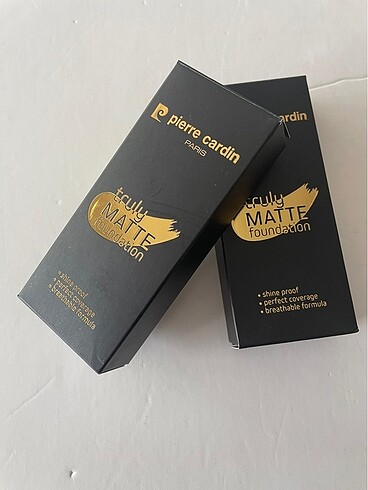 pierre cardin
PARIS
truly
MATTE
foundation
• shine proof
• perfect coverage
• breathable formula
cardin
truly
MATTE
foundation
• shine proof
• perfect coverage
• breathable formula